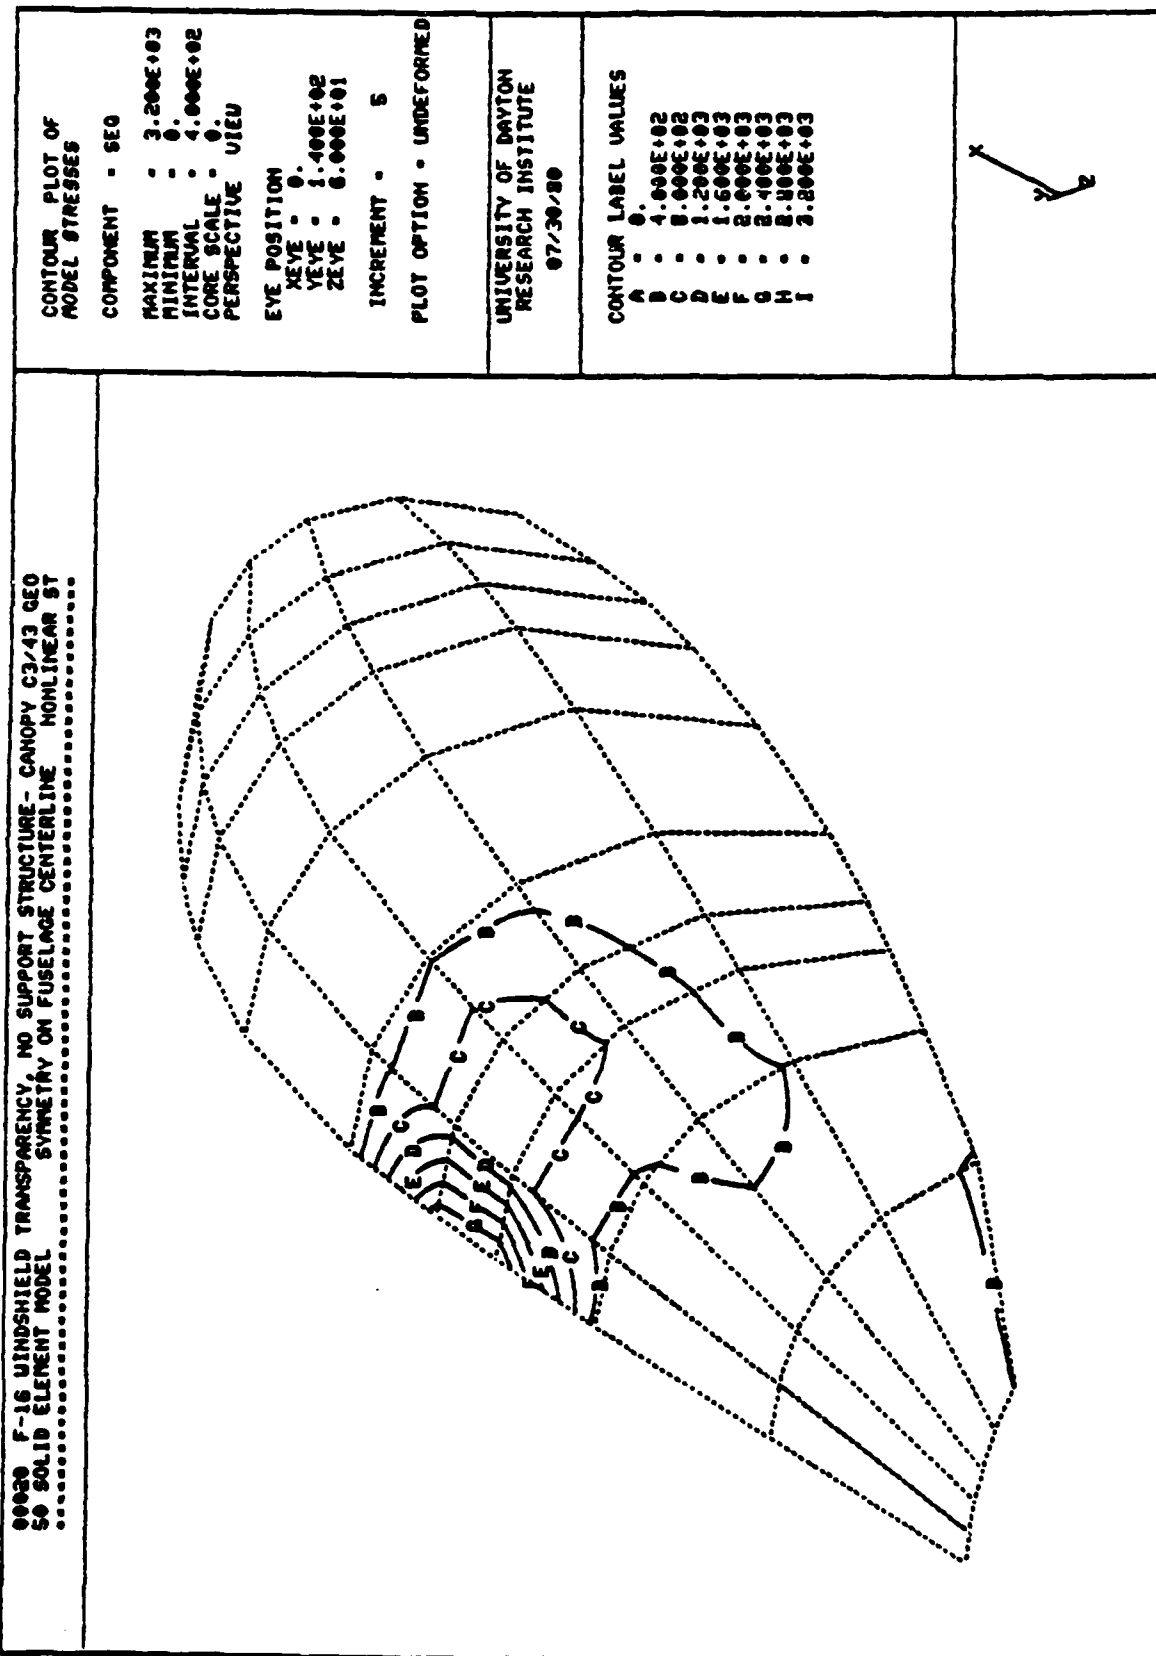 00020 F-16 WINDSHIELD TRANSPARENCY, NO SUPPORT STRUCTURE- CANOPY C3/43 GEO
50 SOLID ELEMENT MODEL SYMMETRY ON FUSELAGE CENTERLINE NONLINEAR ST
CONTOUR PLOT OF
MODEL STRESSES
COMPONENT = SEQ
MAXIMUM = 3.200E+03
MINIMUM = 0.
INTERVAL = 4.000E+02
CORE SCALE = 0.
PERSPECTIVE VIEW
EYE POSITION
XEYE = 0.
YEYE = 1.400E+02
ZEYE = 6.000E+01
INCREMENT = 5
PLOT OPTION = UNDEFORMED
UNIVERSITY OF DAYTON
RESEARCH INSTITUTE
07/30/80
CONTOUR LABEL VALUES
A = 0.
B = 4.000E+02
C = 8.000E+02
D = 1.200E+03
E = 1.600E+03
F = 2.000E+03
G = 2.400E+03
H = 2.800E+03
I = 3.200E+03
X
Y
Z
B
B
B
B
B
B
B
B
B
B
B
B
C
C
C
C
C
C
C
C
D
D
E
E
E
F
F
G